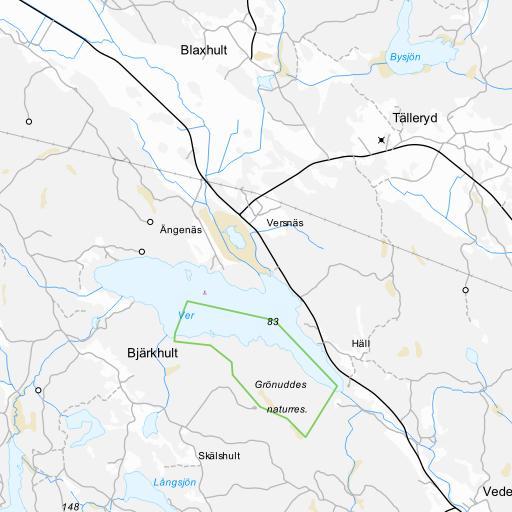 Blaxhult
Bysjön
Tälleryd
Versnäs
Ängenäs
Ver
83
Häll
Bjärkhult
Grönuddes
naturres.
Skälshult
Långsjön
Vede
148